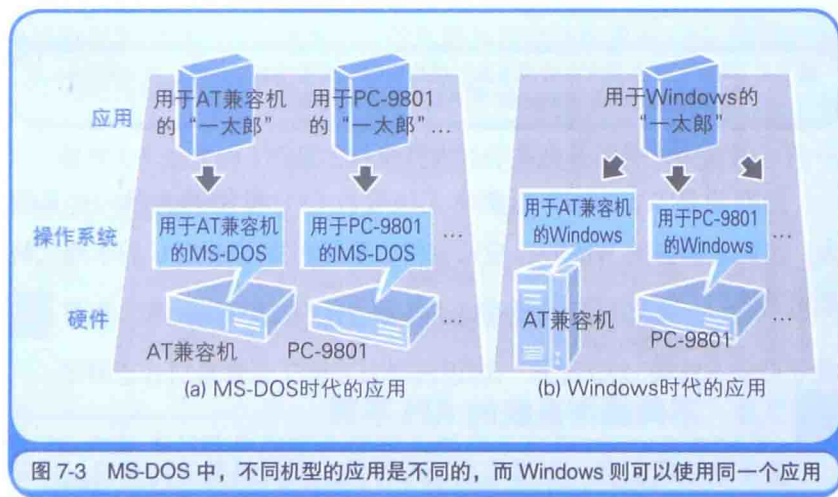 应用
用于AT兼容机
的“一太郎”
用于PC-9801
的“一太郎”...
用于Windows的
“一太郎”
操作系统
用于AT兼容机
的MS-DOS
用于PC-9801
的MS-DOS
...
用于AT兼容机
的Windows
用于PC-9801
的Windows
...
硬件
AT兼容机
PC-9801
...
AT兼容机
PC-9801
...
(a) MS-DOS时代的应用
(b) Windows时代的应用
图 7-3 MS-DOS 中，不同机型的应用是不同的，而 Windows 则可以使用同一个应用